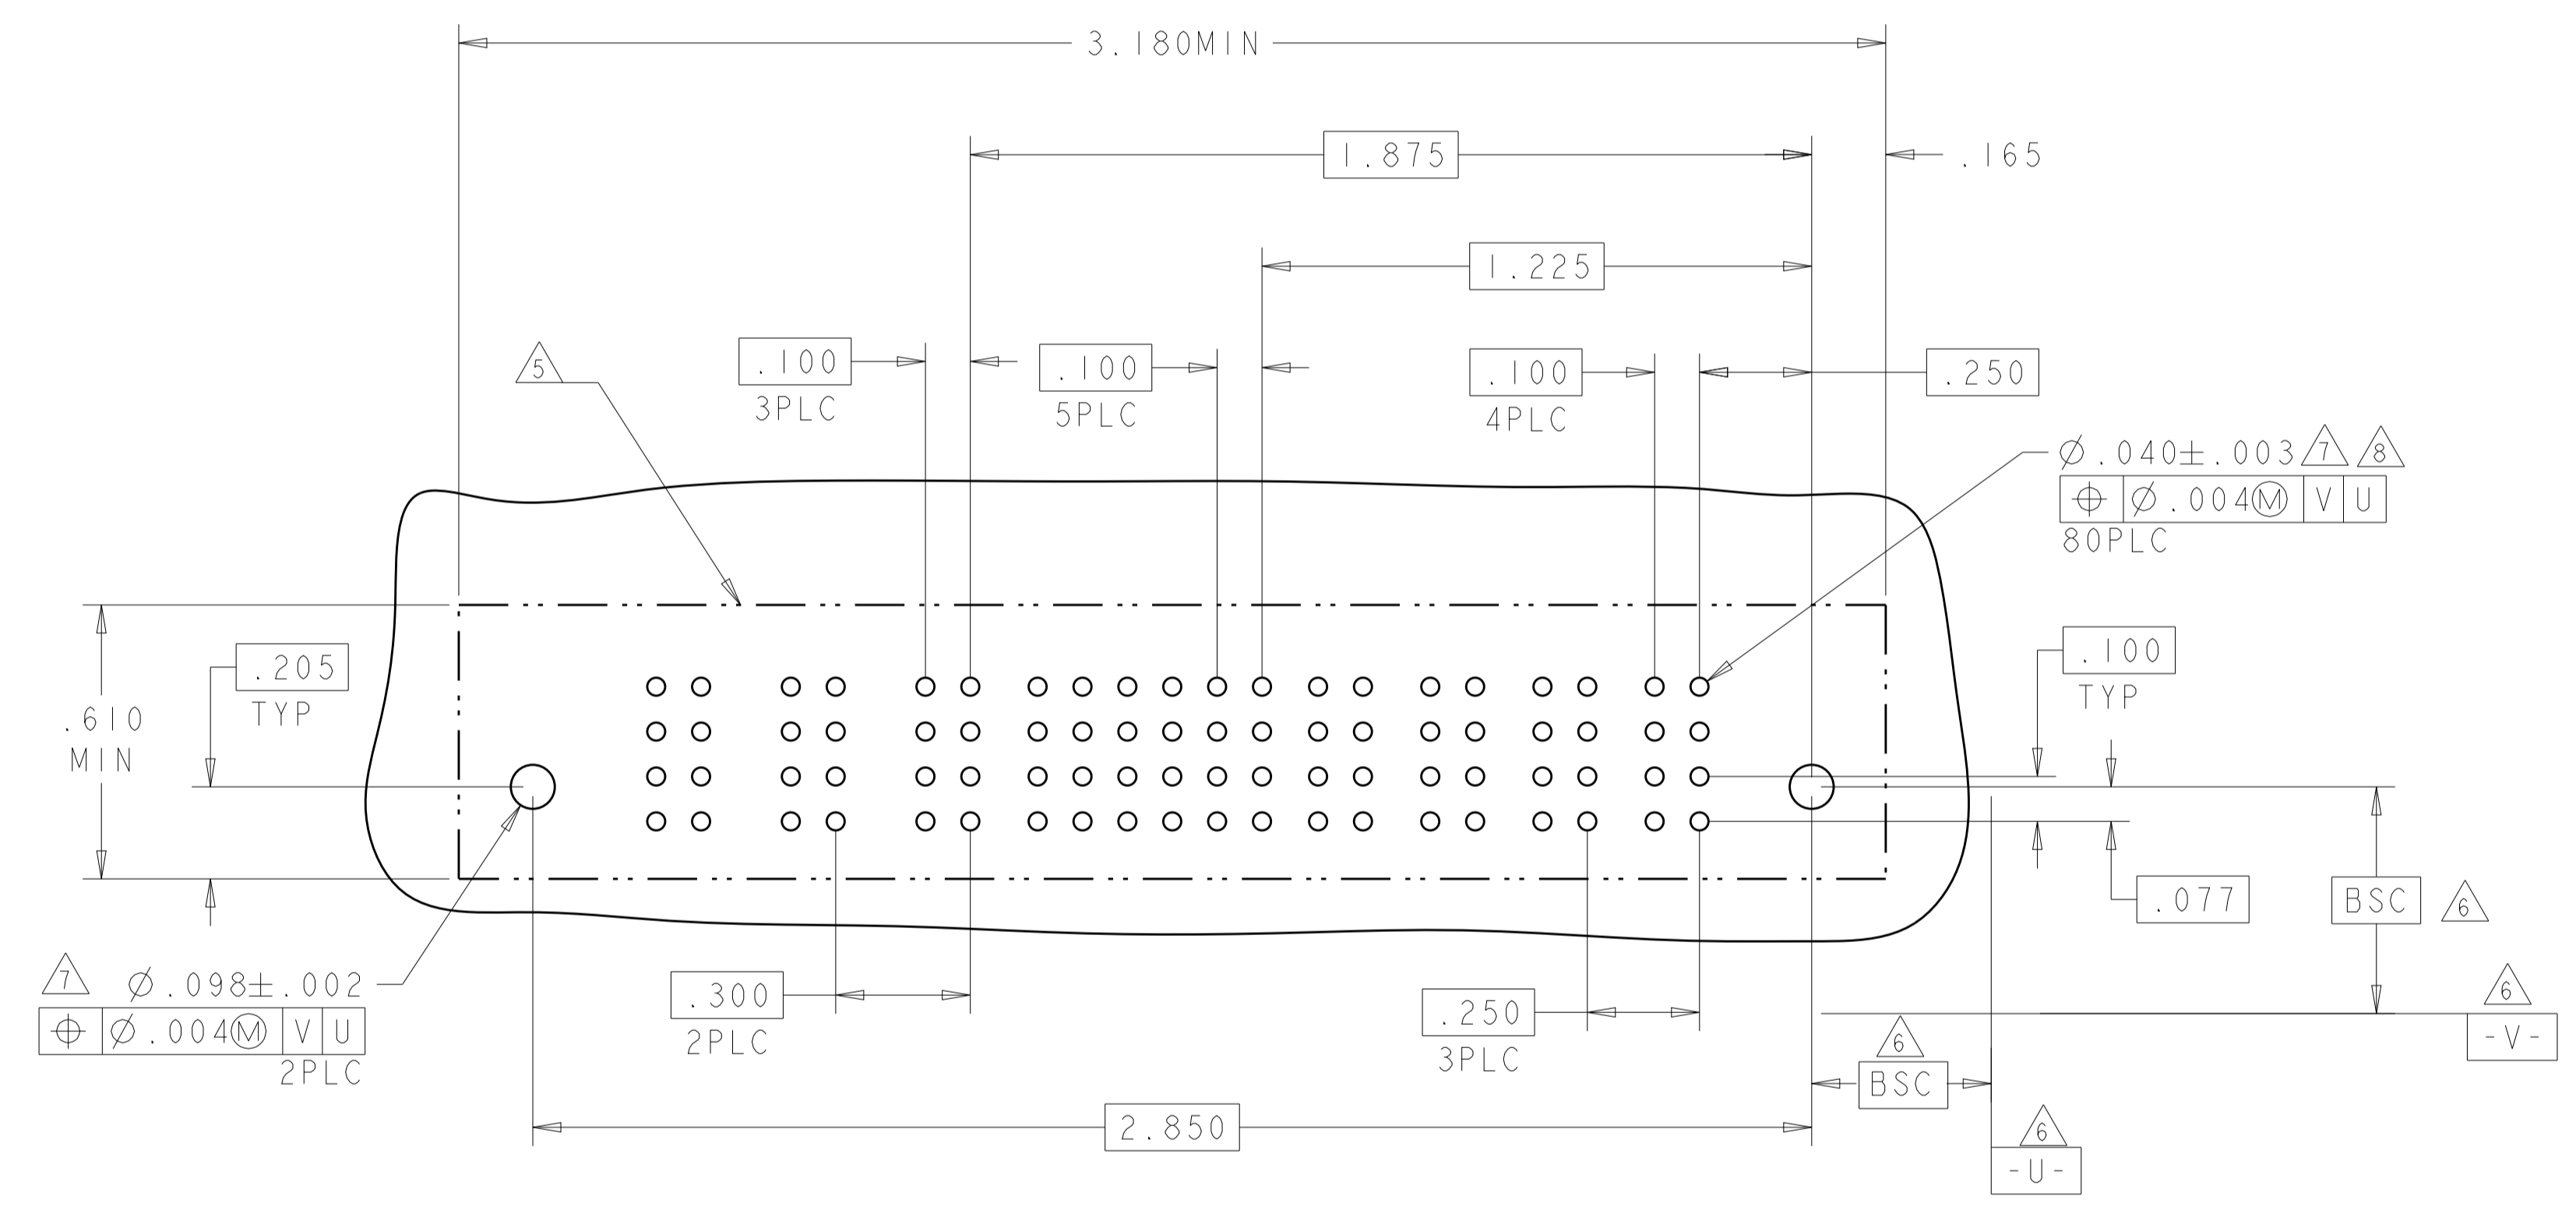 3.180MIN
1.875
.165
1.225
.100
3PLC
.100
5PLC
.100
4PLC
.250
5
⌀.040±.003 7 8
⌖ ⌀.004Ⓜ V U
80PLC
.205
TYP
.610
MIN
.100
TYP
.077
BSC 6
7 ⌀.098±.002
⌖ ⌀.004Ⓜ V U
2PLC
.300
2PLC
.250
3PLC
6
-V-
6
BSC
2.850
6
-U-